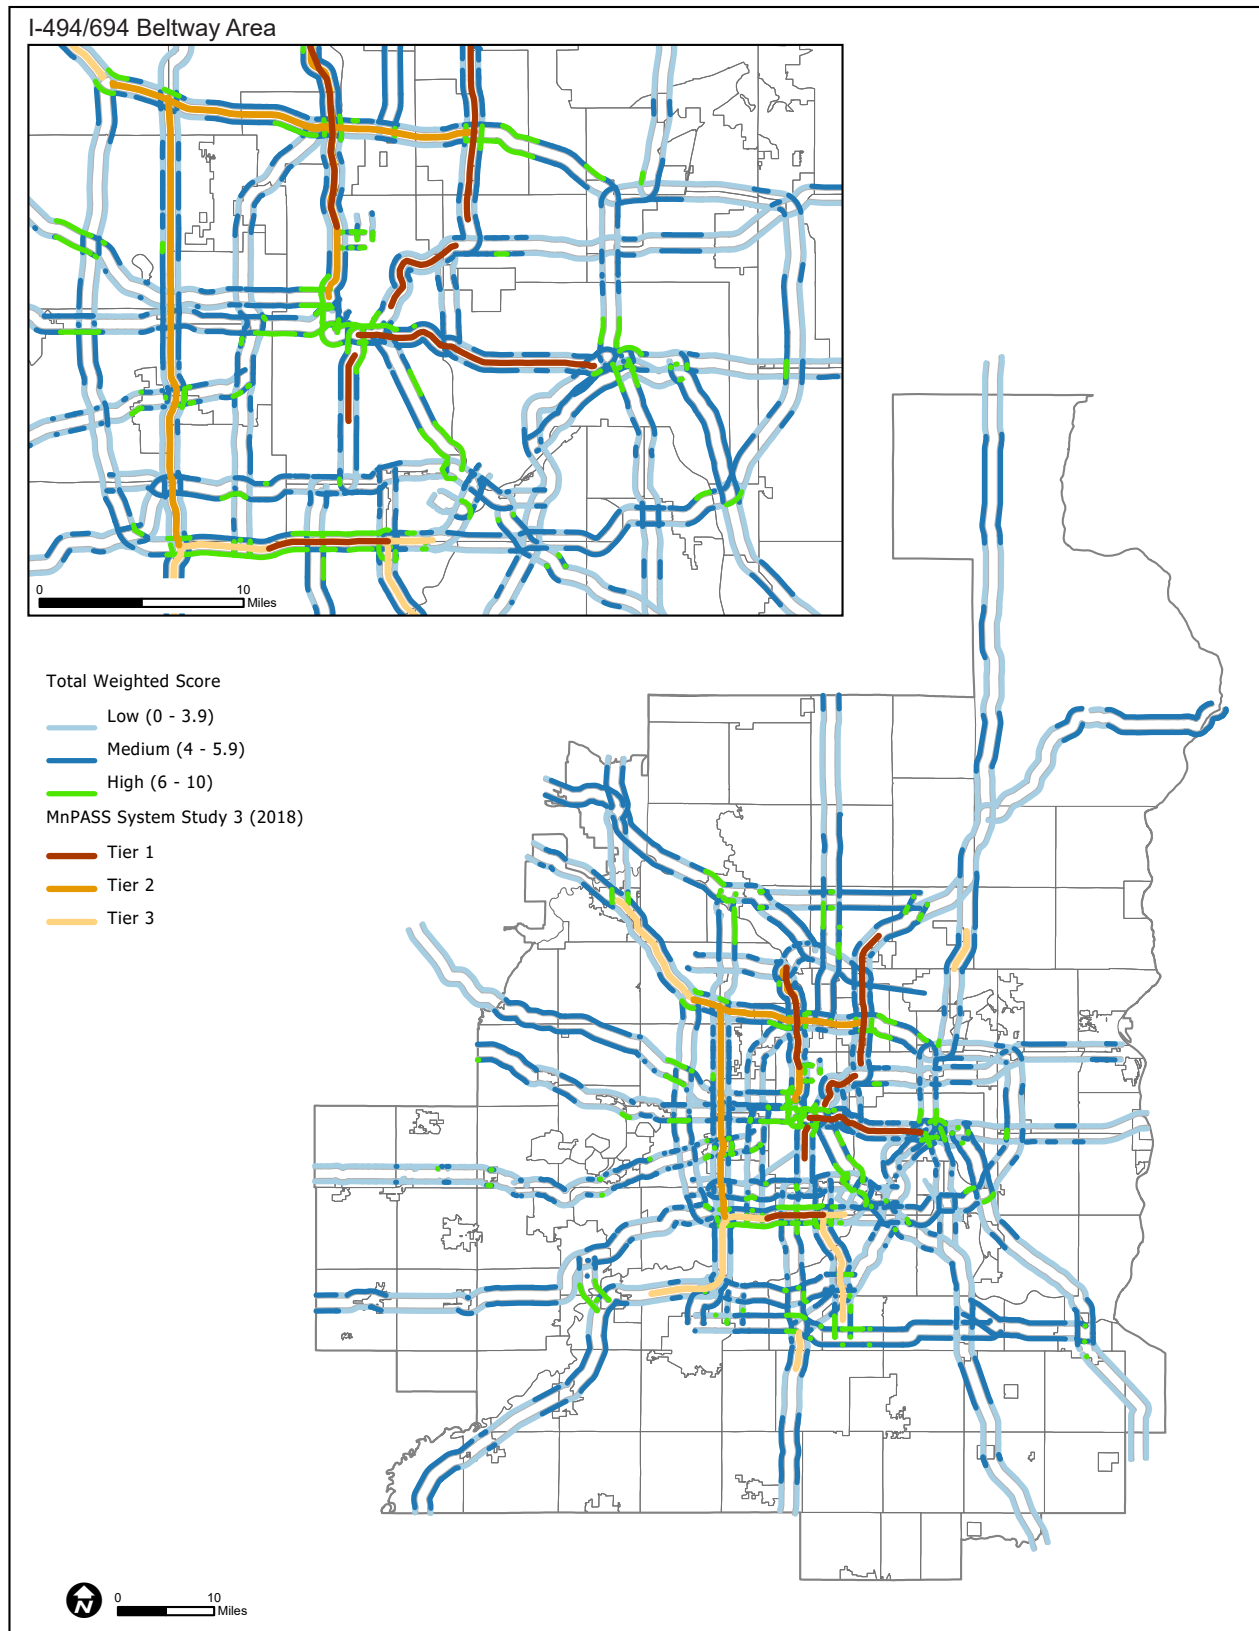 I-494/694 Beltway Area
0 10
Miles
Total Weighted Score
Low (0 - 3.9)
Medium (4 - 5.9)
High (6 - 10)
MnPASS System Study 3 (2018)
Tier 1
Tier 2
Tier 3
N
0 10
Miles